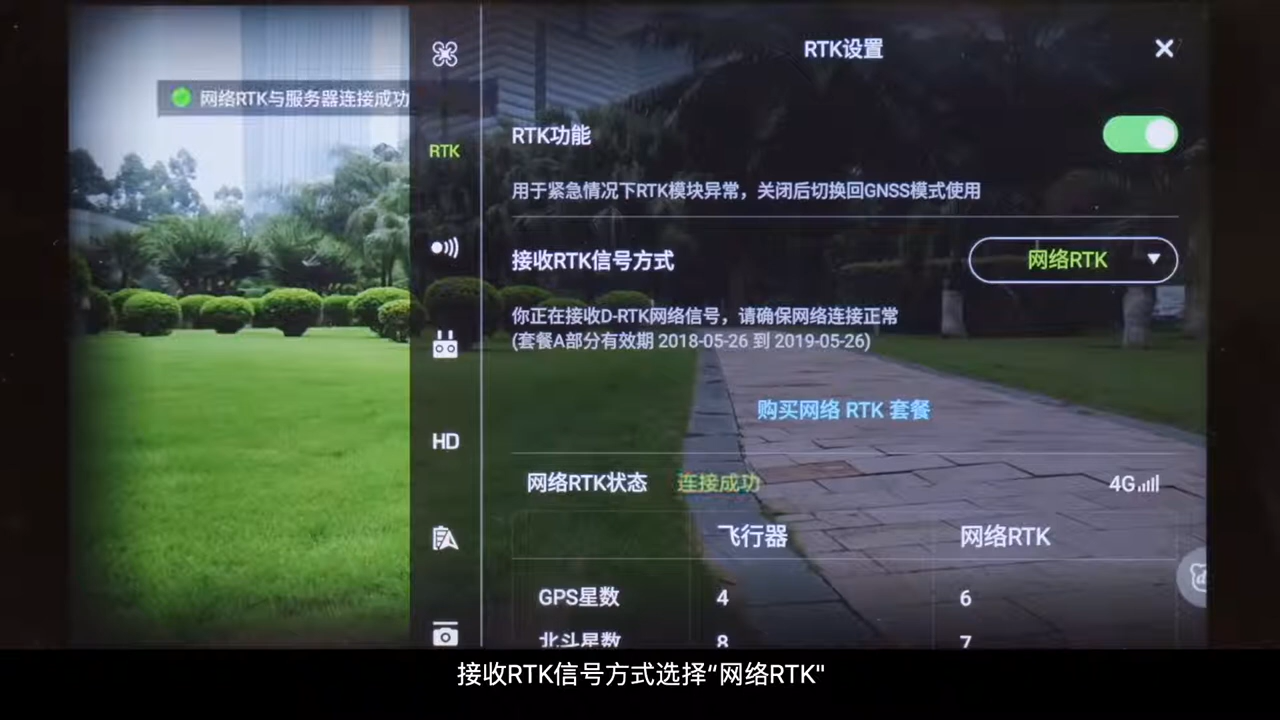 RTK设置
网络RTK与服务器连接成功
RTK
RTK功能
用于紧急情况下RTK模块异常，关闭后切换回GNSS模式使用
接收RTK信号方式
网络RTK
你正在接收D-RTK网络信号，请确保网络连接正常
(套餐A部分有效期 2018-05-26 到 2019-05-26)
购买网络 RTK 套餐
HD
网络RTK状态 连接成功
4G
飞行器 网络RTK
GPS星数 4 6
北斗星数 8 7
接收RTK信号方式选择“网络RTK"